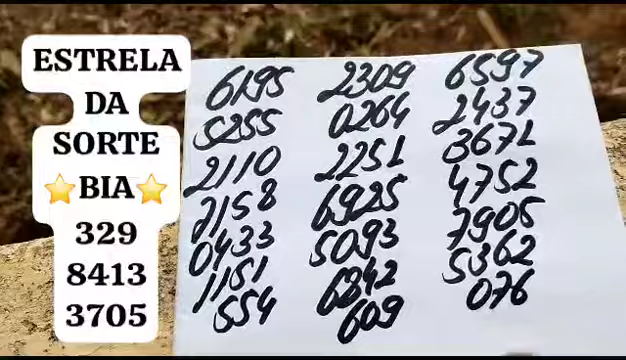 ESTRELA
DA
SORTE
⭐BIA⭐
329
8413
3705
6195 2309 6597
5255 0264 2437
2110 2251 3671
7158 6925 4752
0433 5093 7905
1151 6842 5362
554 609 076